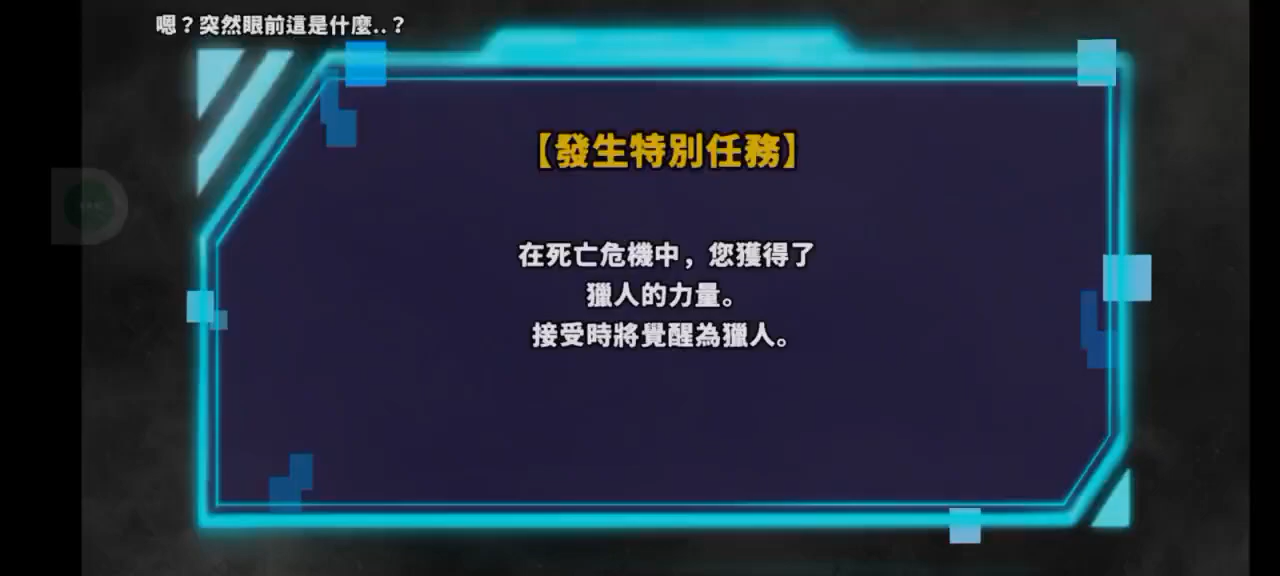 嗯？突然眼前這是什麼..？
【發生特別任務】
在死亡危機中，您獲得了
獵人的力量。
接受時將覺醒為獵人。